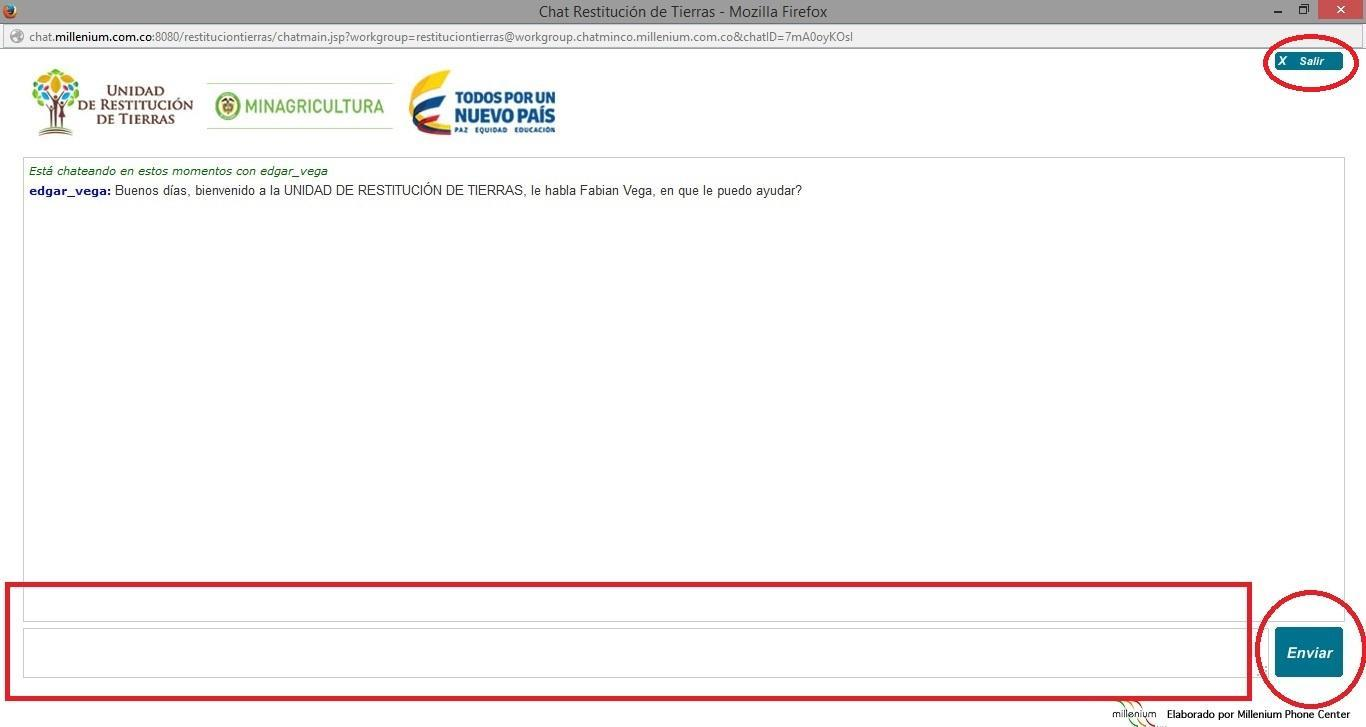 Chat Restitución de Tierras - Mozilla Firefox
chat.millenium.com.co:8080/restituciontierras/chatmain.jsp?workgroup=restituciontierras@workgroup.chatminco.millenium.com.co&chatID=7mA0oyKOsI
X Salir
UNIDAD
DE RESTITUCIÓN
DE TIERRAS
MINAGRICULTURA
TODOS POR UN
NUEVO PAÍS
PAZ EQUIDAD EDUCACIÓN
Está chateando en estos momentos con edgar_vega
edgar_vega: Buenos días, bienvenido a la UNIDAD DE RESTITUCIÓN DE TIERRAS, le habla Fabian Vega, en que le puedo ayudar?
Enviar
millenium Elaborado por Millenium Phone Center